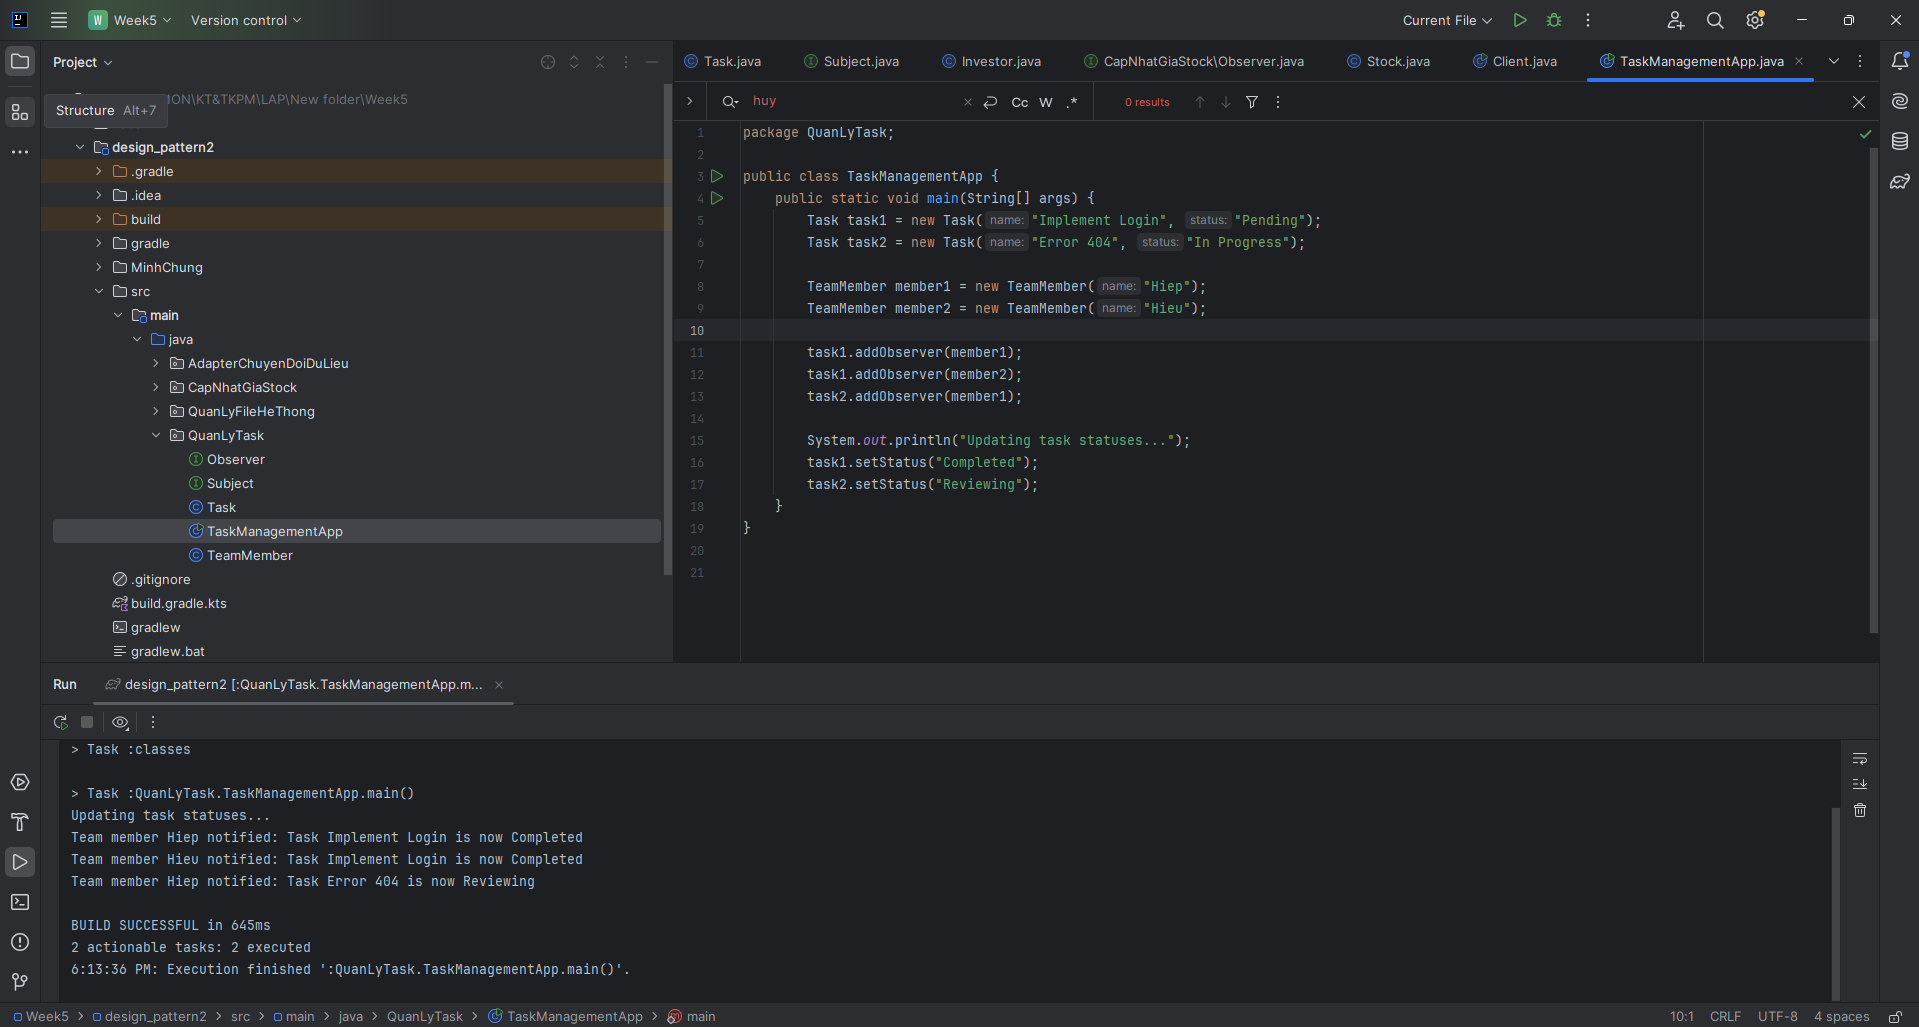 W Week5 Version control Current File
Project
MON\KT&TKPM\LAP\New folder\Week5
Structure Alt+7
design_pattern2
.gradle
.idea
build
gradle
MinhChung
src
main
java
AdapterChuyenDoiDuLieu
CapNhatGiaStock
QuanLyFileHeThong
QuanLyTask
Observer
Subject
Task
TaskManagementApp
TeamMember
.gitignore
build.gradle.kts
gradlew
gradlew.bat
Task.java Subject.java Investor.java CapNhatGiaStock\Observer.java Stock.java Client.java TaskManagementApp.java
huy Cc W .* 0 results
1 package QuanLyTask;
2
3 public class TaskManagementApp {
4 public static void main(String[] args) {
5 Task task1 = new Task( name: "Implement Login", status: "Pending");
6 Task task2 = new Task( name: "Error 404", status: "In Progress");
7
8 TeamMember member1 = new TeamMember( name: "Hiep");
9 TeamMember member2 = new TeamMember( name: "Hieu");
10
11 task1.addObserver(member1);
12 task1.addObserver(member2);
13 task2.addObserver(member1);
14
15 System.out.println("Updating task statuses...");
16 task1.setStatus("Completed");
17 task2.setStatus("Reviewing");
18 }
19 }
20
21
Run design_pattern2 [:QuanLyTask.TaskManagementApp.m...
> Task :classes
> Task :QuanLyTask.TaskManagementApp.main()
Updating task statuses...
Team member Hiep notified: Task Implement Login is now Completed
Team member Hieu notified: Task Implement Login is now Completed
Team member Hiep notified: Task Error 404 is now Reviewing
BUILD SUCCESSFUL in 645ms
2 actionable tasks: 2 executed
6:13:36 PM: Execution finished ':QuanLyTask.TaskManagementApp.main()'.
Week5 > design_pattern2 > src > main > java > QuanLyTask > TaskManagementApp > main 10:1 CRLF UTF-8 4 spaces